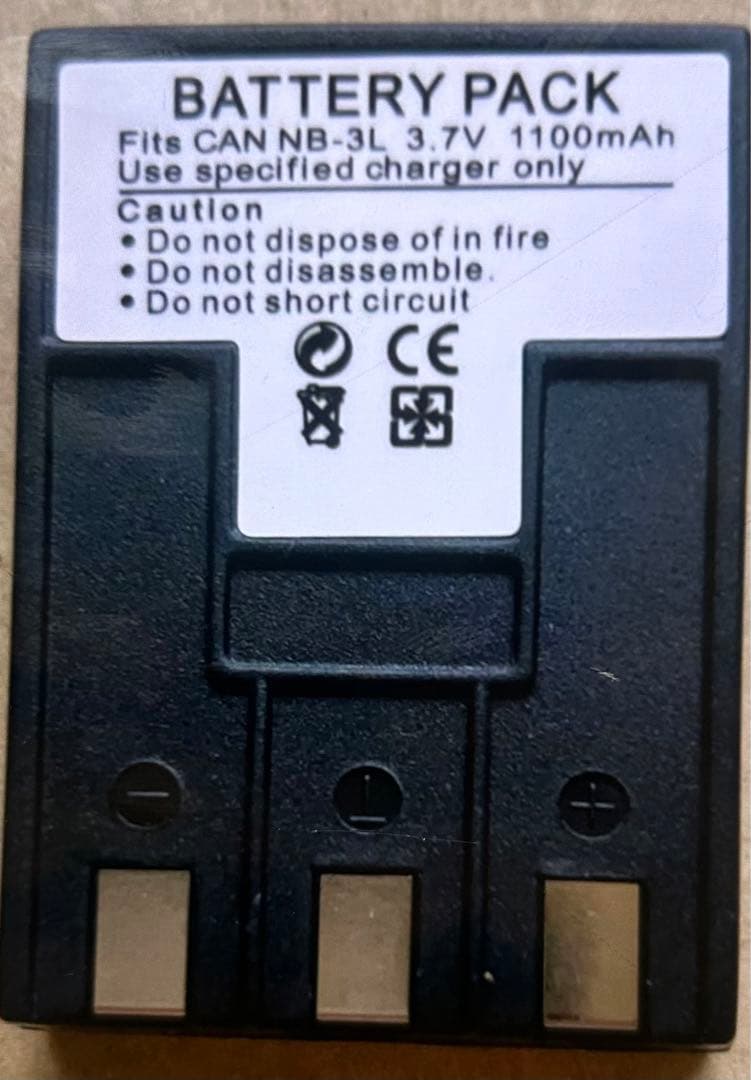 BATTERY PACK
Fits CAN NB-3L 3.7V 1100mAh
Use specified charger only
Caution
• Do not dispose of in fire
• Do not disassemble.
• Do not short circuit
CE
− ⊥ +